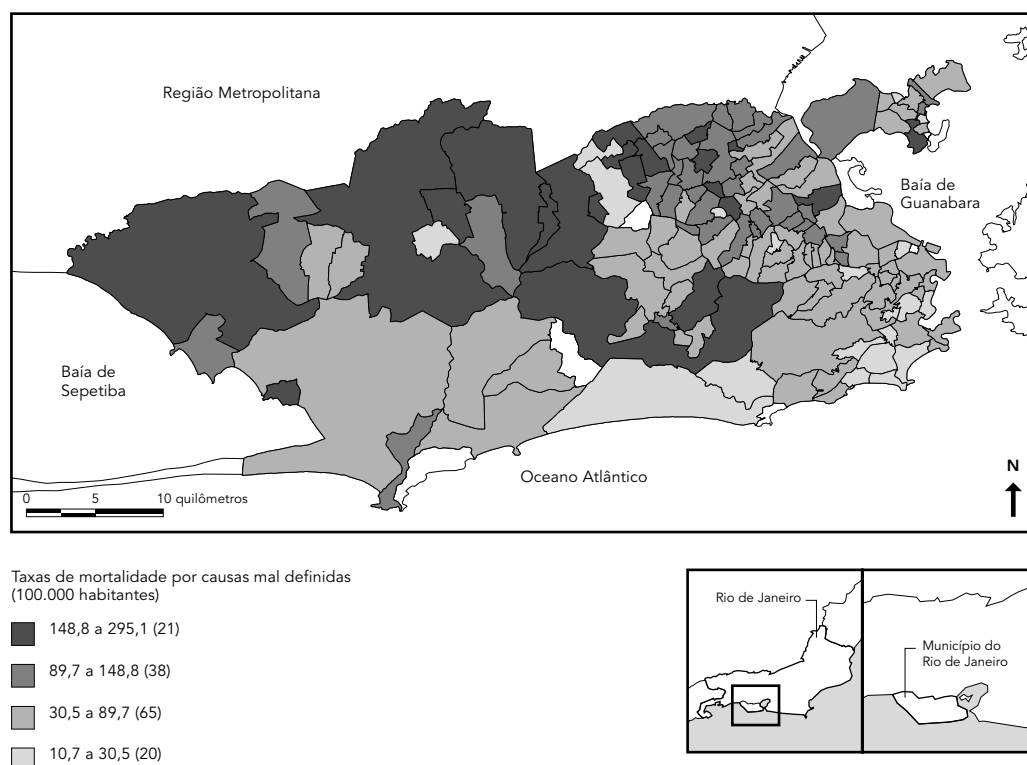 Região Metropolitana
Baía de
Guanabara
Baía de
Sepetiba
Oceano Atlântico
N
0 5 10 quilômetros
Taxas de mortalidade por causas mal definidas
(100.000 habitantes)
148,8 a 295,1 (21)
89,7 a 148,8 (38)
30,5 a 89,7 (65)
10,7 a 30,5 (20)
Rio de Janeiro
Município do
Rio de Janeiro